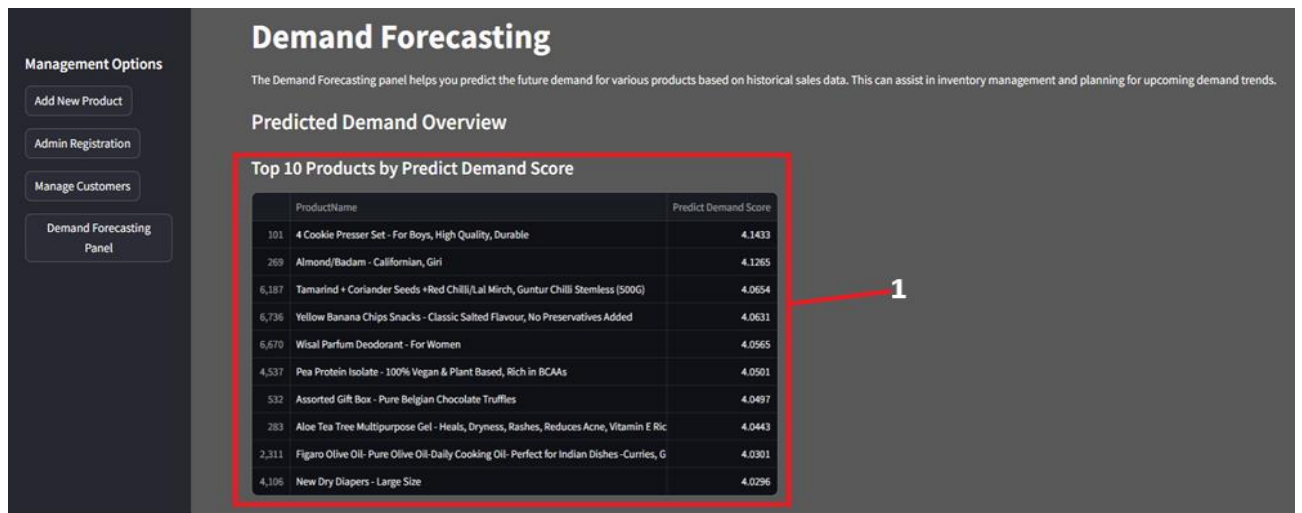 Management Options
Add New Product
Admin Registration
Manage Customers
Demand Forecasting
Panel
Demand Forecasting
The Demand Forecasting panel helps you predict the future demand for various products based on historical sales data. This can assist in inventory management and planning for upcoming demand trends.
Predicted Demand Overview
Top 10 Products by Predict Demand Score
ProductName Predict Demand Score
101 4 Cookie Presser Set - For Boys, High Quality, Durable 4.1433
269 Almond/Badam - Californian, Giri 4.1265
6,187 Tamarind + Coriander Seeds +Red Chilli/Lal Mirch, Guntur Chilli Stemless (500G) 4.0654
6,736 Yellow Banana Chips Snacks - Classic Salted Flavour, No Preservatives Added 4.0631
6,670 Wisal Parfum Deodorant - For Women 4.0565
4,537 Pea Protein Isolate - 100% Vegan & Plant Based, Rich in BCAAs 4.0501
532 Assorted Gift Box - Pure Belgian Chocolate Truffles 4.0497
283 Aloe Tea Tree Multipurpose Gel - Heals, Dryness, Rashes, Reduces Acne, Vitamin E Ric 4.0443
2,311 Figaro Olive Oil- Pure Olive Oil-Daily Cooking Oil- Perfect for Indian Dishes -Curries, G 4.0301
4,106 New Dry Diapers - Large Size 4.0296
1